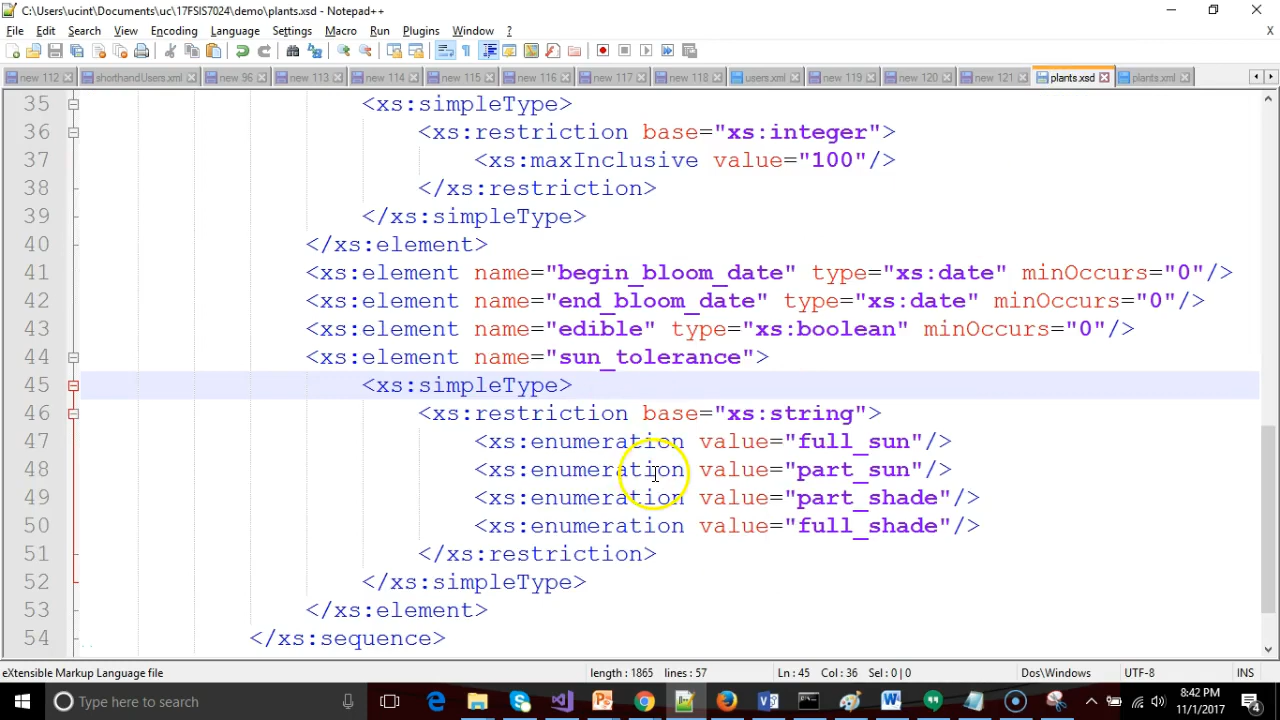 C:\Users\ucint\Documents\uc\17FSIS7024\demo\plants.xsd - Notepad++
File Edit Search View Encoding Language Settings Macro Run Plugins Window ? X
new 112 shorthandUsers.xml new 96 new 113 new 114 new 115 new 116 new 117 new 118 users.xml new 119 new 120 new 121 plants.xsd plants.xml
35 <xs:simpleType>
36 <xs:restriction base="xs:integer">
37 <xs:maxInclusive value="100"/>
38 </xs:restriction>
39 </xs:simpleType>
40 </xs:element>
41 <xs:element name="begin_bloom_date" type="xs:date" minOccurs="0"/>
42 <xs:element name="end_bloom_date" type="xs:date" minOccurs="0"/>
43 <xs:element name="edible" type="xs:boolean" minOccurs="0"/>
44 <xs:element name="sun_tolerance">
45 <xs:simpleType>
46 <xs:restriction base="xs:string">
47 <xs:enumeration value="full_sun"/>
48 <xs:enumeration value="part_sun"/>
49 <xs:enumeration value="part_shade"/>
50 <xs:enumeration value="full_shade"/>
51 </xs:restriction>
52 </xs:simpleType>
53 </xs:element>
54 </xs:sequence>
eXtensible Markup Language file length : 1865 lines : 57 Ln : 45 Col : 36 Sel : 0 | 0 Dos\Windows UTF-8 INS
Type here to search
8:42 PM
11/1/2017
4